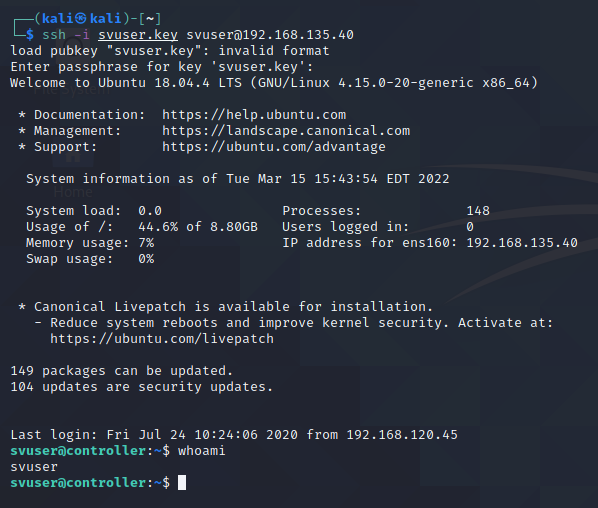 ┌──(kali㉿kali)-[~]
└─$ ssh -i svuser.key svuser@192.168.135.40
load pubkey "svuser.key": invalid format
Enter passphrase for key 'svuser.key':
Welcome to Ubuntu 18.04.4 LTS (GNU/Linux 4.15.0-20-generic x86_64)
* Documentation:  https://help.ubuntu.com
* Management:     https://landscape.canonical.com
* Support:        https://ubuntu.com/advantage
System information as of Tue Mar 15 15:43:54 EDT 2022
System load:  0.0               Processes:             148
Usage of /:   44.6% of 8.80GB   Users logged in:       0
Memory usage: 7%                IP address for ens160: 192.168.135.40
Swap usage:   0%
* Canonical Livepatch is available for installation.
- Reduce system reboots and improve kernel security. Activate at:
https://ubuntu.com/livepatch
149 packages can be updated.
104 updates are security updates.
Last login: Fri Jul 24 10:24:06 2020 from 192.168.120.45
svuser@controller:~$ whoami
svuser
svuser@controller:~$
Home